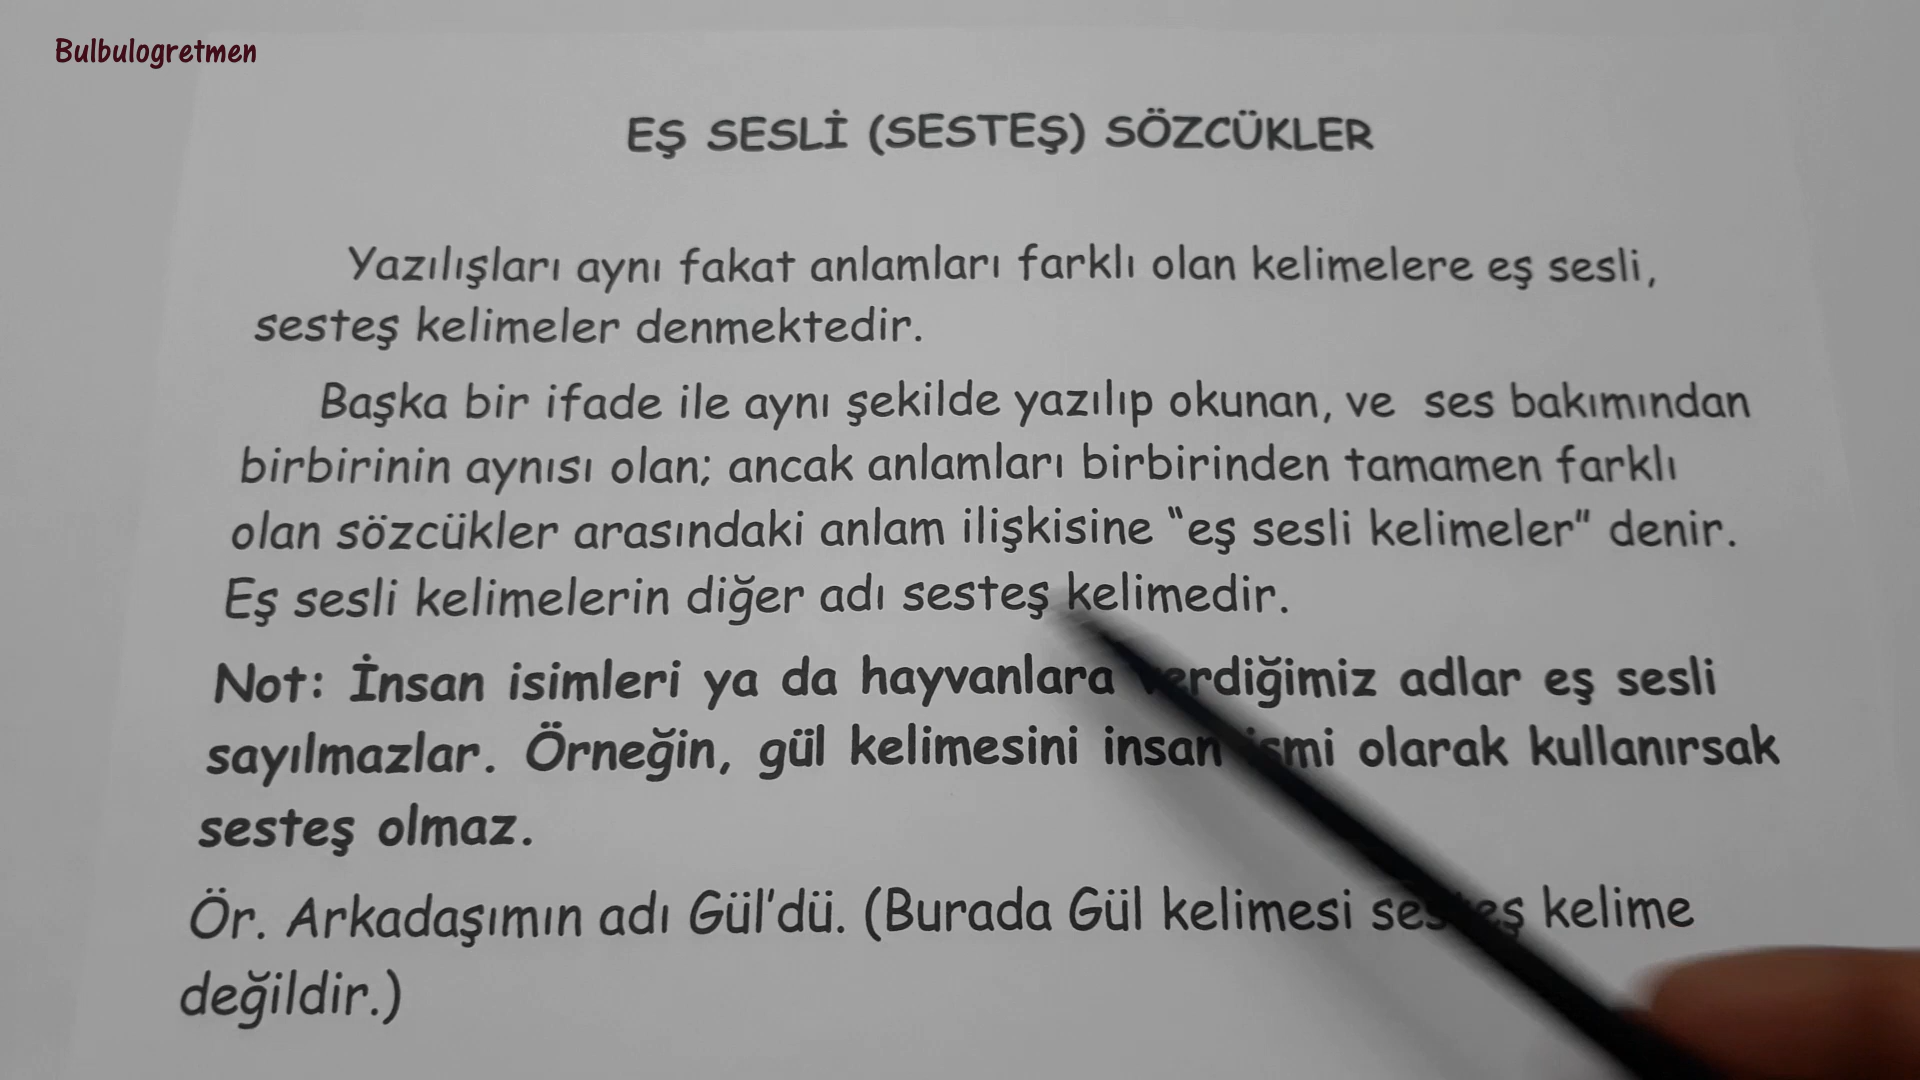 Bulbulogretmen
EŞ SESLİ (SESTEŞ) SÖZCÜKLER
Yazılışları aynı fakat anlamları farklı olan kelimelere eş sesli,
sesteş kelimeler denmektedir.
Başka bir ifade ile aynı şekilde yazılıp okunan, ve ses bakımından
birbirinin aynısı olan; ancak anlamları birbirinden tamamen farklı
olan sözcükler arasındaki anlam ilişkisine “eş sesli kelimeler” denir.
Eş sesli kelimelerin diğer adı sesteş kelimedir.
Not: İnsan isimleri ya da hayvanlara verdiğimiz adlar eş sesli
sayılmazlar. Örneğin, gül kelimesini insan ismi olarak kullanırsak
sesteş olmaz.
Ör. Arkadaşımın adı Gül’dü. (Burada Gül kelimesi sesteş kelime
değildir.)